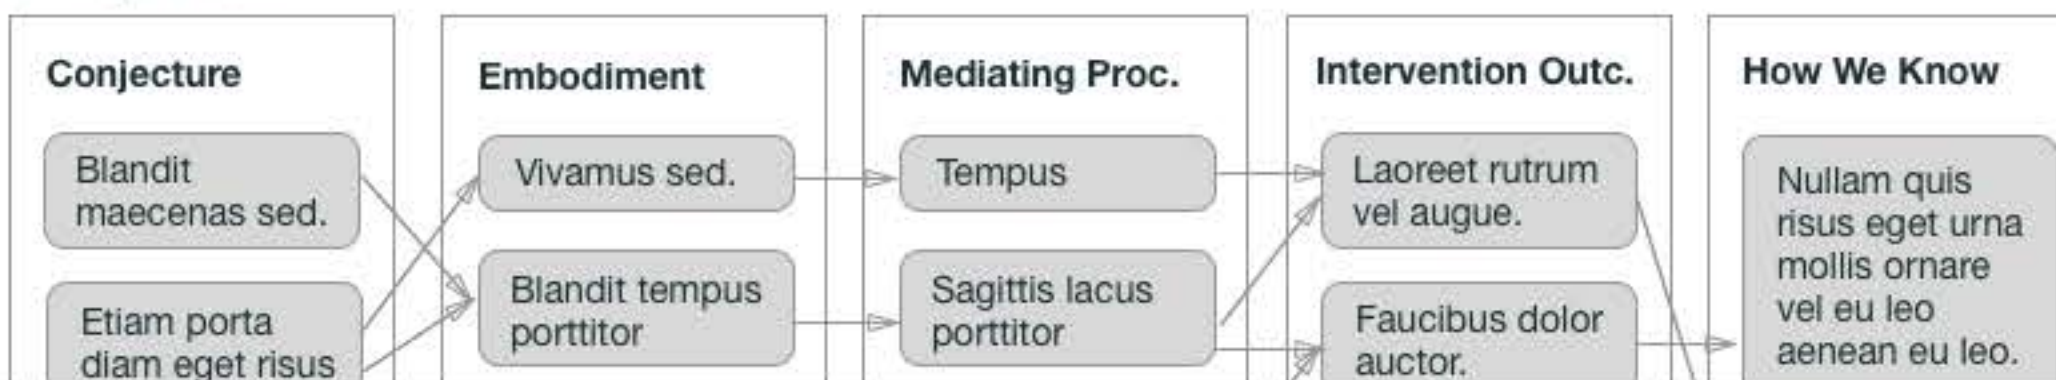 Conjecture
Blandit
maecenas sed.
Etiam porta
diam eget risus
Embodiment
Vivamus sed.
Blandit tempus
porttitor
Mediating Proc.
Tempus
Sagittis lacus
porttitor
Intervention Outc.
Laoreet rutrum
vel augue.
Faucibus dolor
auctor.
How We Know
Nullam quis
risus eget urna
mollis ornare
vel eu leo
aenean eu leo.